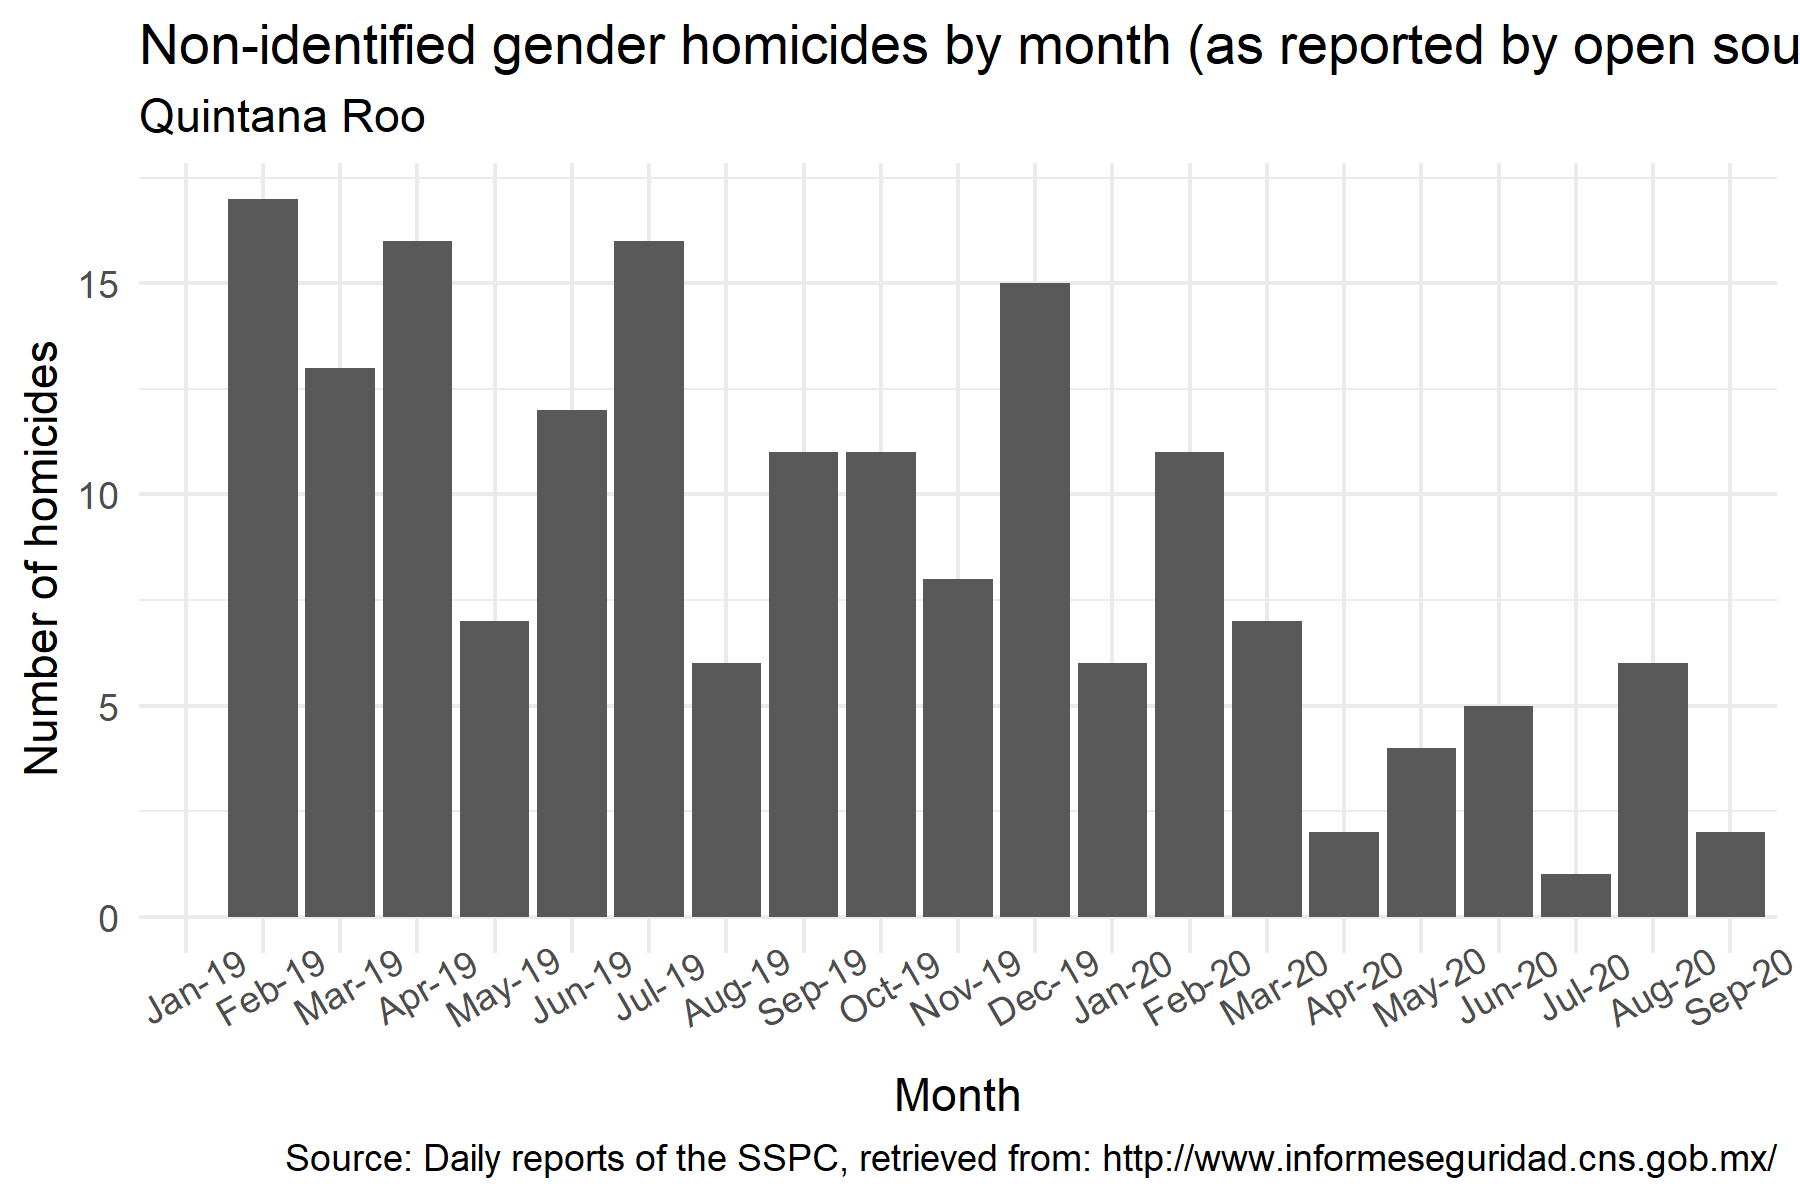 Non-identified gender homicides by month (as reported by open sou
Quintana Roo
Number of homicides
15
10
5
0
Jan-19
Feb-19
Mar-19
Apr-19
May-19
Jun-19
Jul-19
Aug-19
Sep-19
Oct-19
Nov-19
Dec-19
Jan-20
Feb-20
Mar-20
Apr-20
May-20
Jun-20
Jul-20
Aug-20
Sep-20
Month
Source: Daily reports of the SSPC, retrieved from: http://www.informeseguridad.cns.gob.mx/